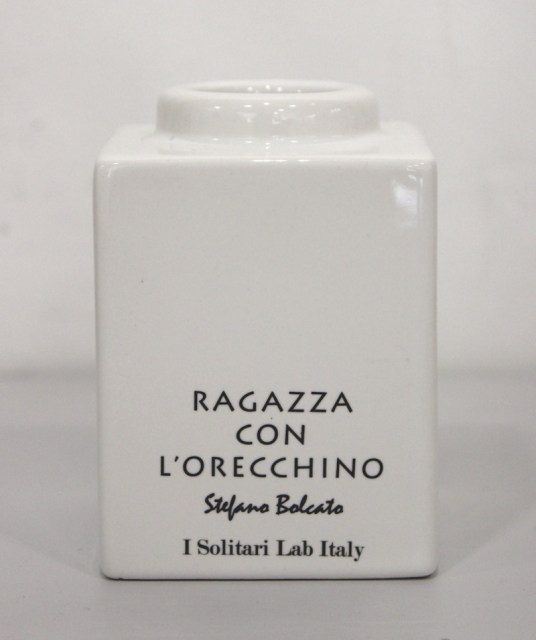 RAGAZZA
CON
L'ORECCHINO
Stefano Bolcato
I Solitari Lab Italy